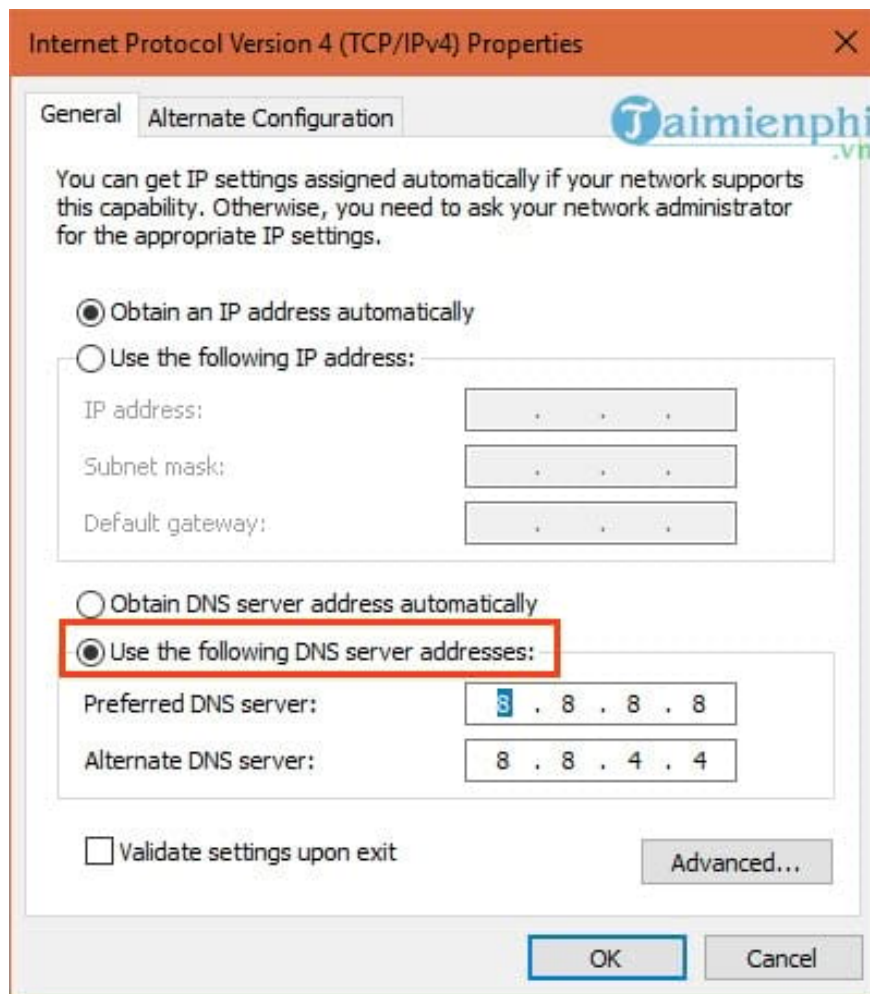 Internet Protocol Version 4 (TCP/IPv4) Properties
General
Alternate Configuration
Taimienphi
.vn
You can get IP settings assigned automatically if your network supports
this capability. Otherwise, you need to ask your network administrator
for the appropriate IP settings.
Obtain an IP address automatically
Use the following IP address:
IP address:
. . .
Subnet mask:
. . .
Default gateway:
. . .
Obtain DNS server address automatically
Use the following DNS server addresses:
Preferred DNS server:
8 . 8 . 8 . 8
Alternate DNS server:
8 . 8 . 4 . 4
Validate settings upon exit
Advanced...
OK
Cancel